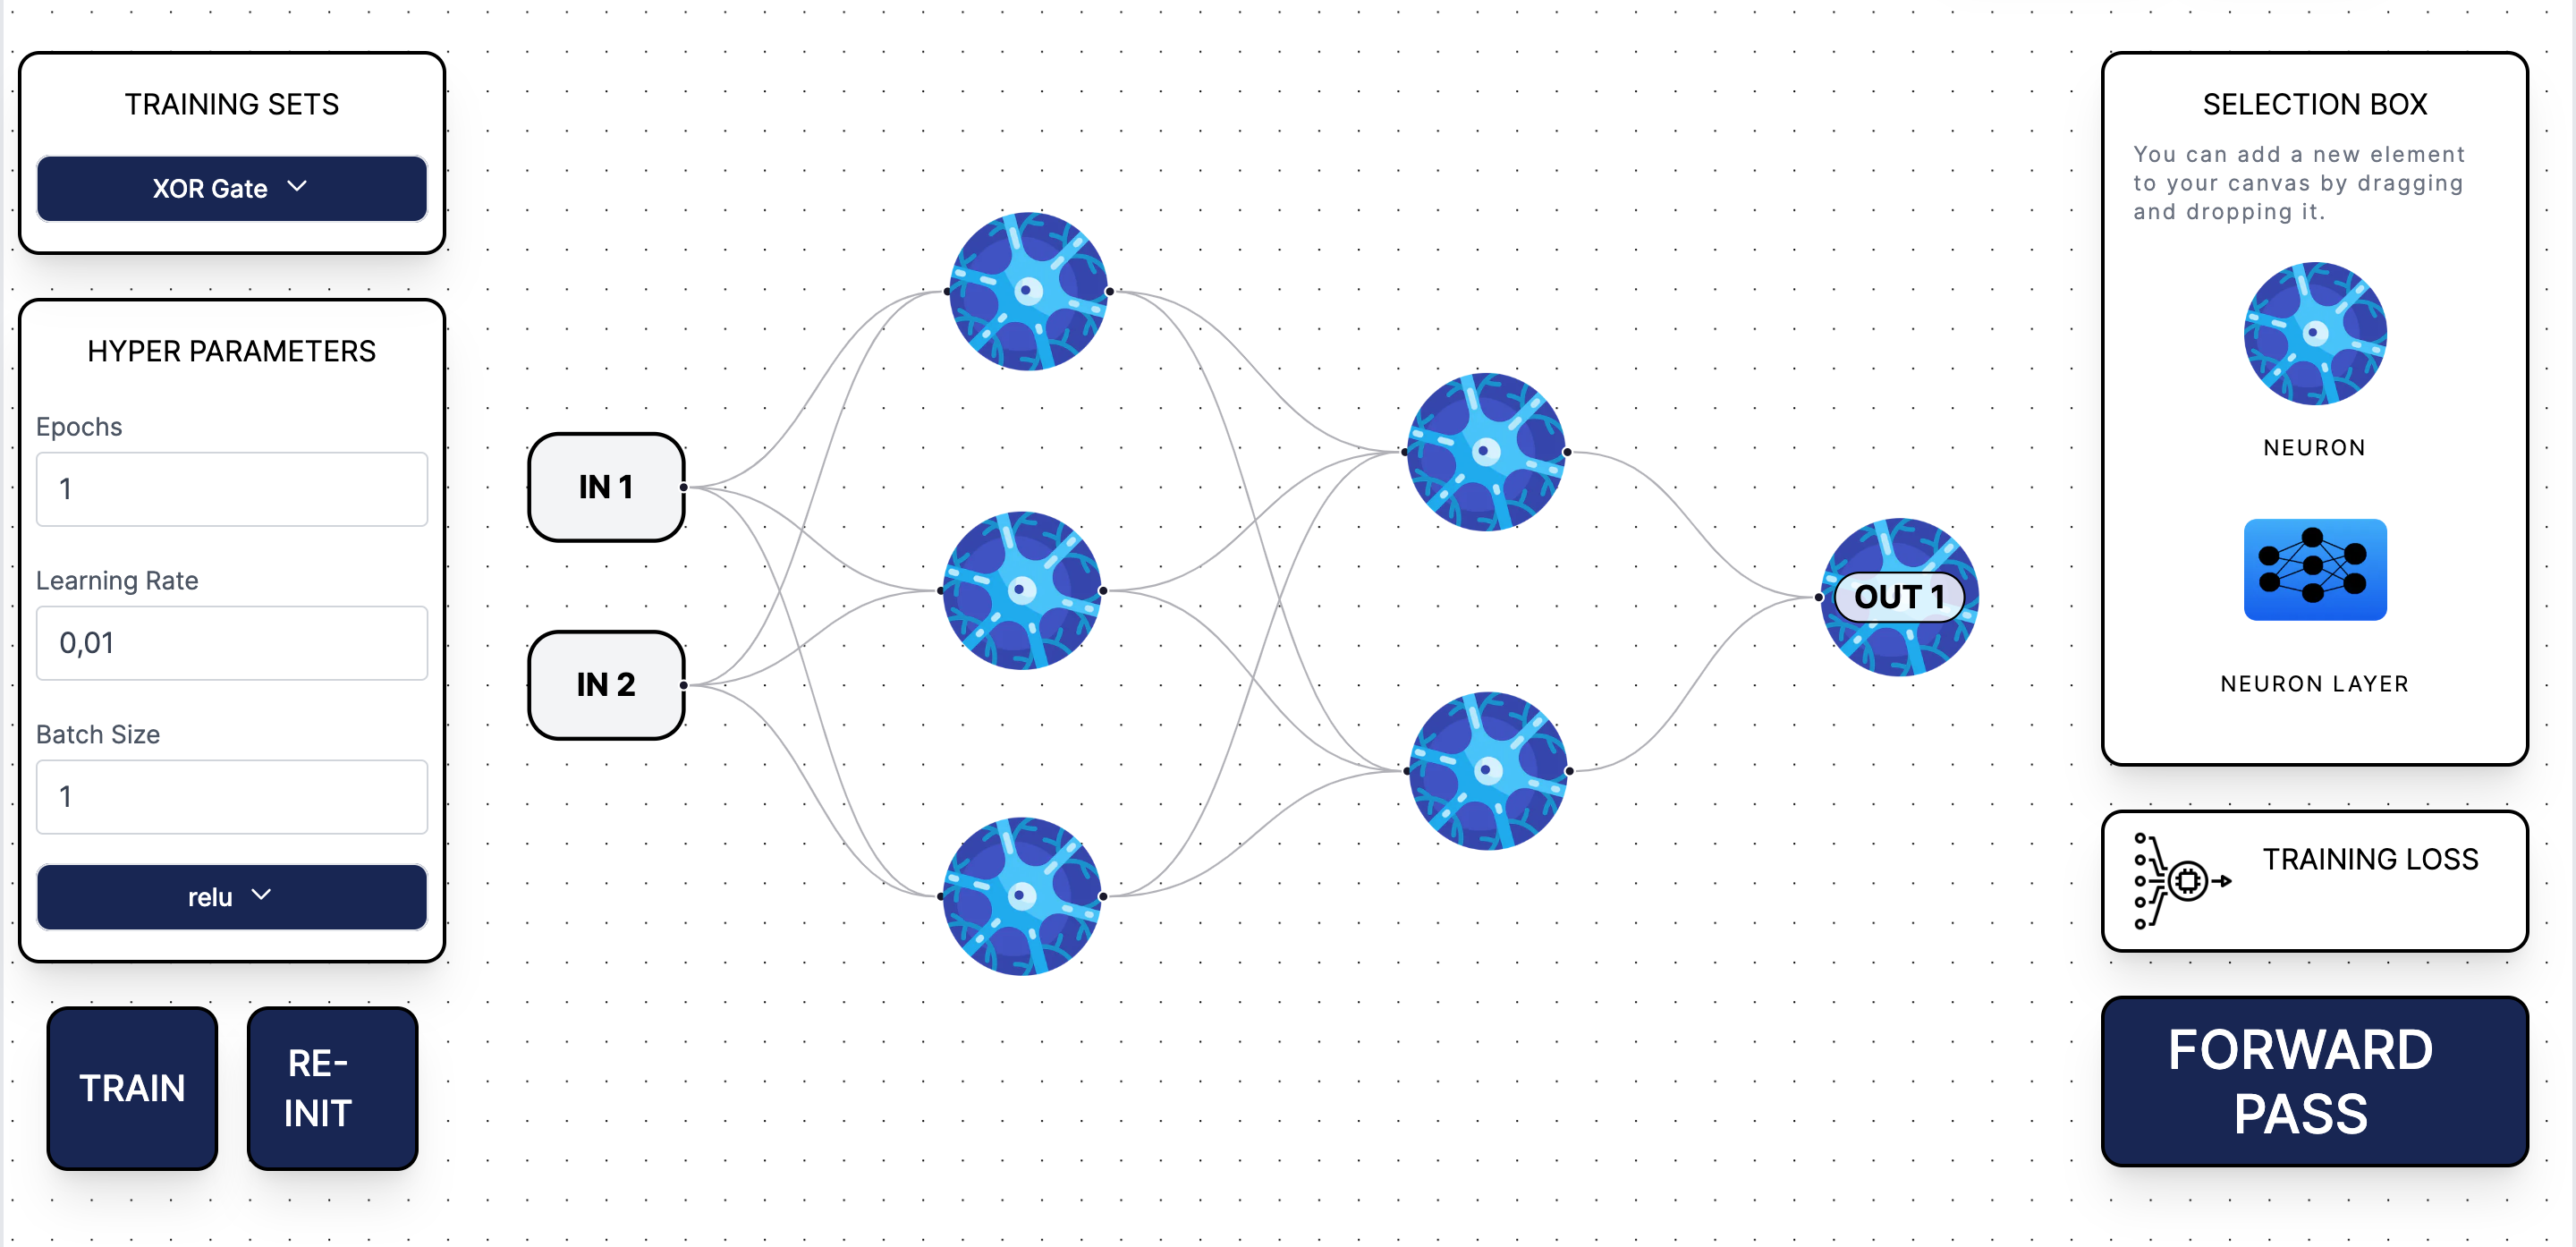 TRAINING SETS
XOR Gate
HYPER PARAMETERS
Epochs
1
Learning Rate
0,01
Batch Size
1
relu
TRAIN
RE-
INIT
IN 1
IN 2
OUT 1
SELECTION BOX
You can add a new element
to your canvas by dragging
and dropping it.
NEURON
NEURON LAYER
TRAINING LOSS
FORWARD
PASS